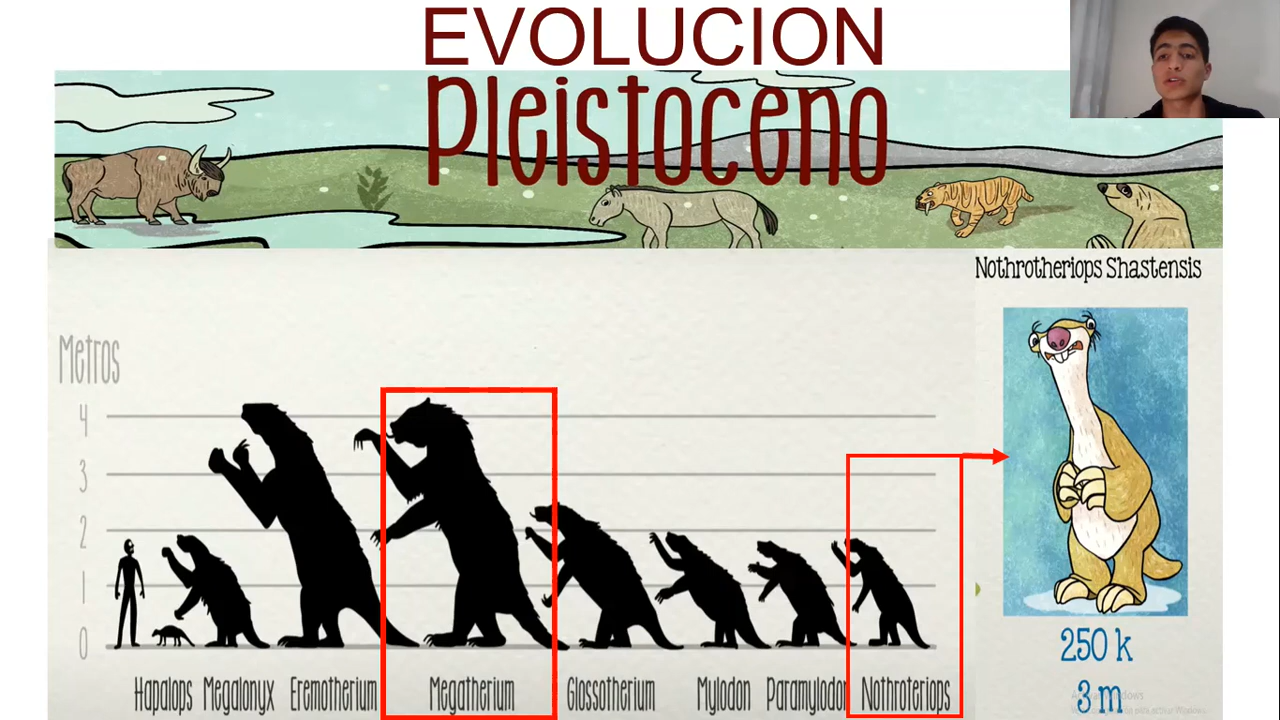 EVOLUCION
Pleistoceno
Nothrotheriops Shastensis
Metros
4
3
2
1
0
Hapalops Megalonyx Eremotherium Megatherium Glossotherium Mylodon Paramylodon Nothroteriops
250 k
3 m